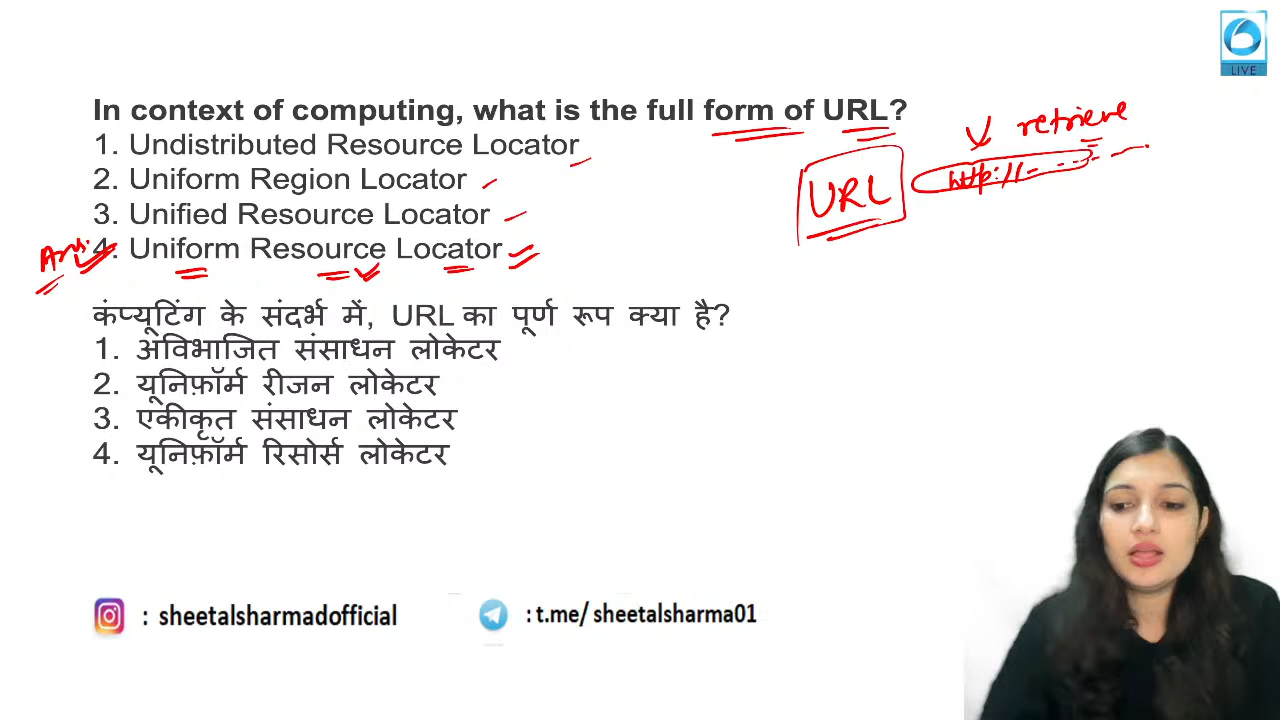 LIVE
In context of computing, what is the full form of URL?
1. Undistributed Resource Locator
2. Uniform Region Locator
3. Unified Resource Locator
4. Uniform Resource Locator
Ans.
retrieve
URL
http://
कंप्यूटिंग के संदर्भ में, URL का पूर्ण रूप क्या है?
1. अविभाजित संसाधन लोकेटर
2. यूनिफ़ॉर्म रीजन लोकेटर
3. एकीकृत संसाधन लोकेटर
4. यूनिफ़ॉर्म रिसोर्स लोकेटर
: sheetalsharmadofficial
: t.me/ sheetalsharma01